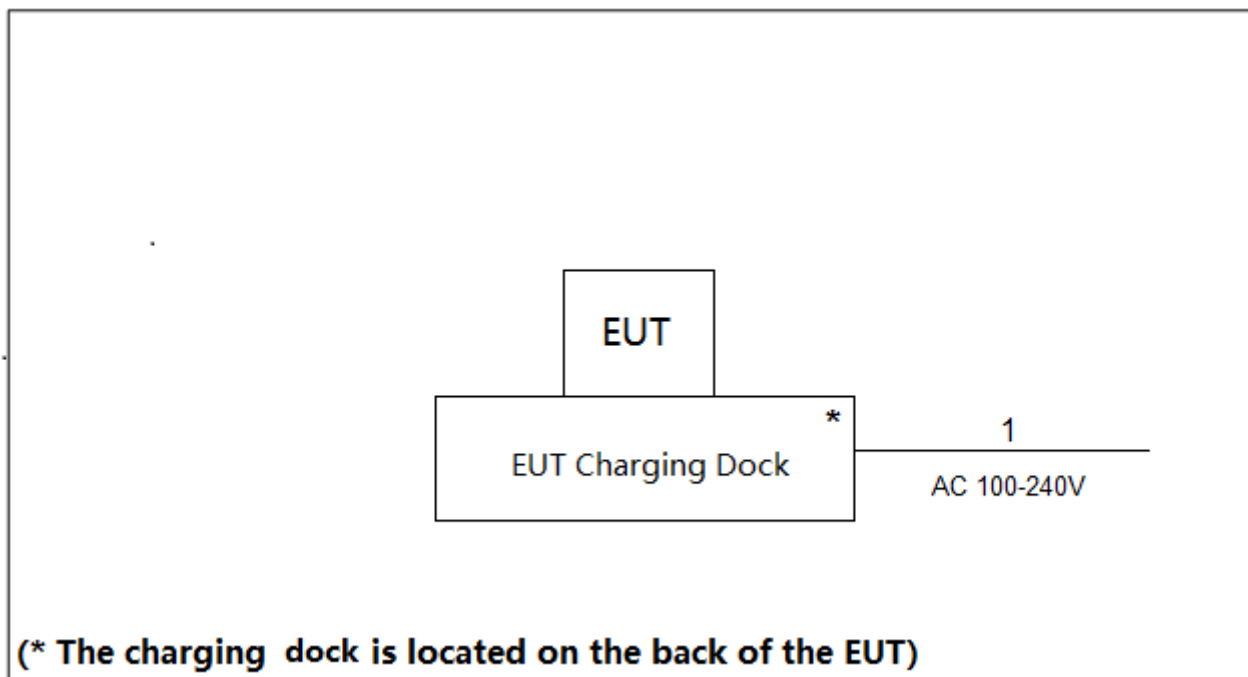 EUT
*
EUT Charging Dock
1
AC 100-240V
(* The charging dock is located on the back of the EUT)